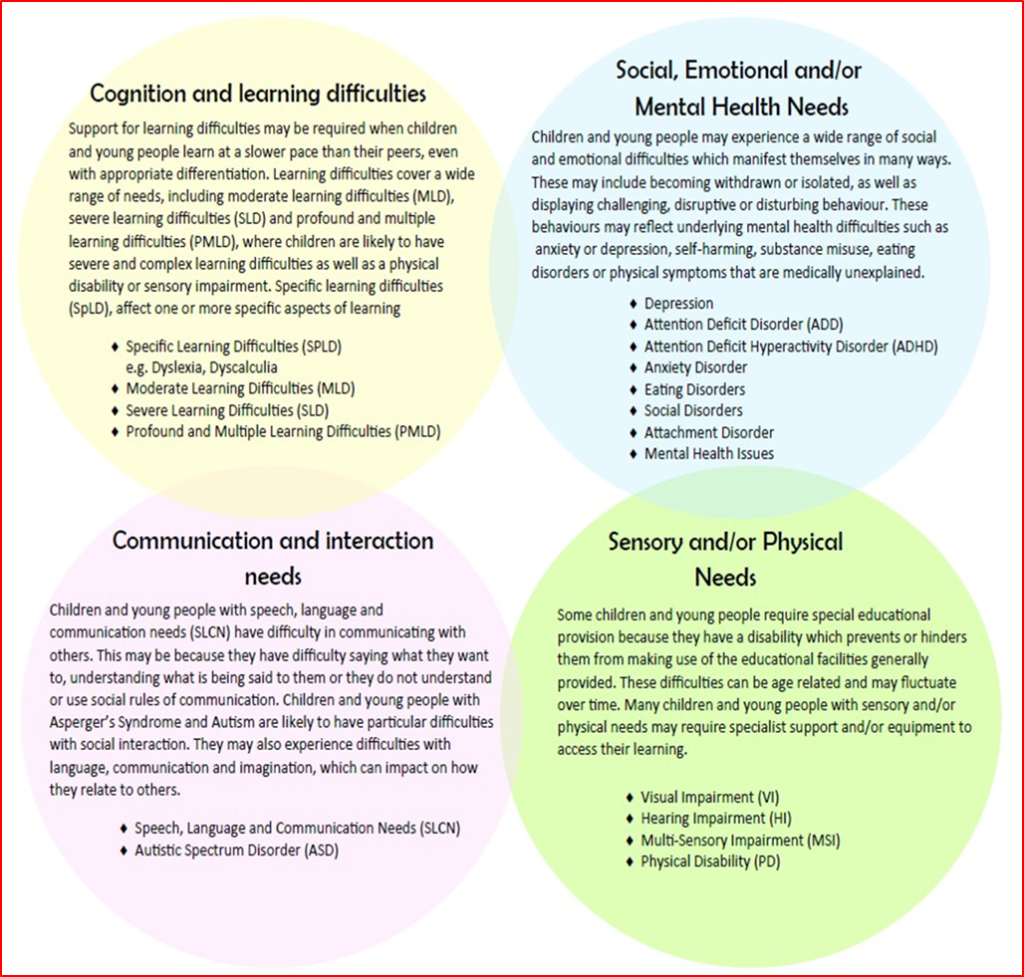 Cognition and learning difficulties
Support for learning difficulties may be required when children
and young people learn at a slower pace than their peers, even
with appropriate differentiation. Learning difficulties cover a wide
range of needs, including moderate learning difficulties (MLD),
severe learning difficulties (SLD) and profound and multiple
learning difficulties (PMLD), where children are likely to have
severe and complex learning difficulties as well as a physical
disability or sensory impairment. Specific learning difficulties
(SpLD), affect one or more specific aspects of learning
♦ Specific Learning Difficulties (SPLD)
e.g. Dyslexia, Dyscalculia
♦ Moderate Learning Difficulties (MLD)
♦ Severe Learning Difficulties (SLD)
♦ Profound and Multiple Learning Difficulties (PMLD)
Social, Emotional and/or
Mental Health Needs
Children and young people may experience a wide range of social
and emotional difficulties which manifest themselves in many ways.
These may include becoming withdrawn or isolated, as well as
displaying challenging, disruptive or disturbing behaviour. These
behaviours may reflect underlying mental health difficulties such as
anxiety or depression, self-harming, substance misuse, eating
disorders or physical symptoms that are medically unexplained.
♦ Depression
♦ Attention Deficit Disorder (ADD)
♦ Attention Deficit Hyperactivity Disorder (ADHD)
♦ Anxiety Disorder
♦ Eating Disorders
♦ Social Disorders
♦ Attachment Disorder
♦ Mental Health Issues
Communication and interaction
needs
Children and young people with speech, language and
communication needs (SLCN) have difficulty in communicating with
others. This may be because they have difficulty saying what they want
to, understanding what is being said to them or they do not understand
or use social rules of communication. Children and young people with
Asperger's Syndrome and Autism are likely to have particular difficulties
with social interaction. They may also experience difficulties with
language, communication and imagination, which can impact on how
they relate to others.
♦ Speech, Language and Communication Needs (SLCN)
♦ Autistic Spectrum Disorder (ASD)
Sensory and/or Physical
Needs
Some children and young people require special educational
provision because they have a disability which prevents or hinders
them from making use of the educational facilities generally
provided. These difficulties can be age related and may fluctuate
over time. Many children and young people with sensory and/or
physical needs may require specialist support and/or equipment to
access their learning.
♦ Visual Impairment (VI)
♦ Hearing Impairment (HI)
♦ Multi-Sensory Impairment (MSI)
♦ Physical Disability (PD)